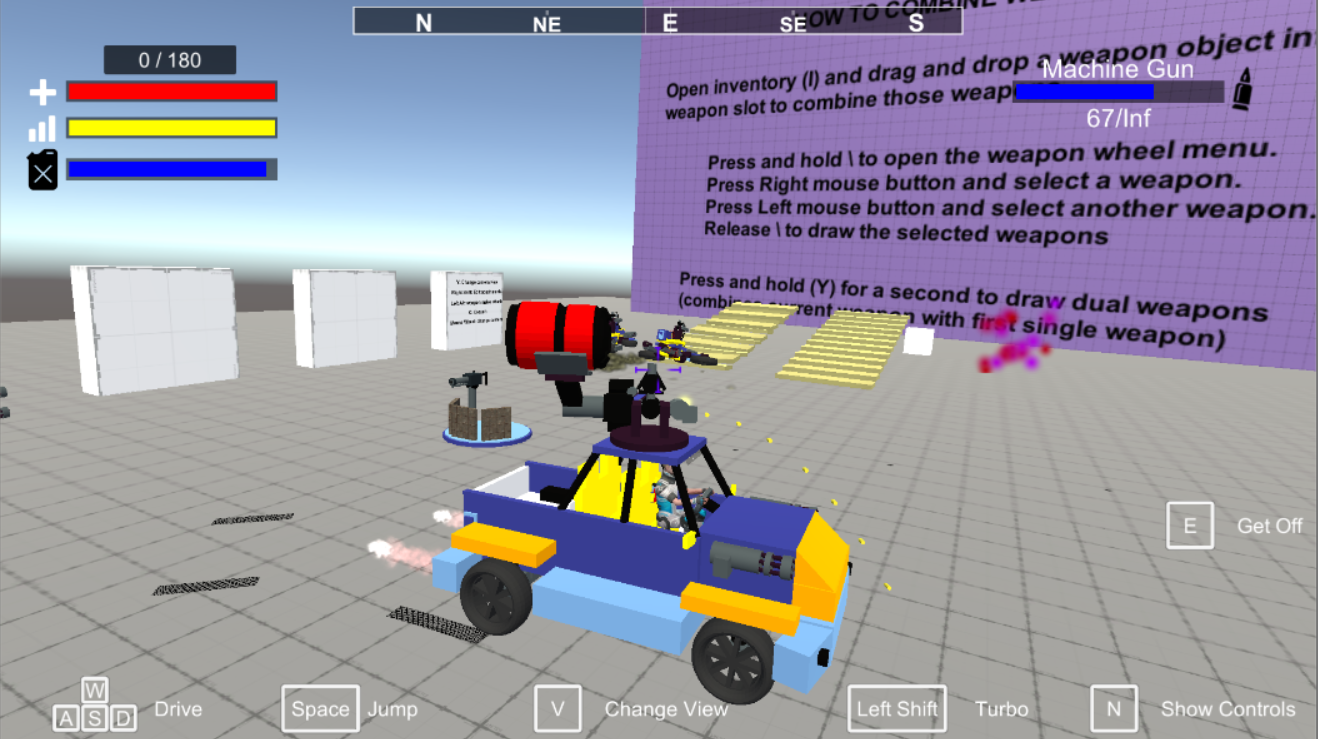 N NE E SE S
HOW TO COMBINE
0 / 180
Open inventory (I) and drag and drop a weapon object in
weapon slot to combine those
Machine Gun
67/Inf
Press and hold \ to open the weapon wheel menu.
Press Right mouse button and select a weapon.
Press Left mouse button and select another weapon.
Release \ to draw the selected weapons
Press and hold (Y) for a second to draw dual weapons
(combine current weapon with first single weapon)
E Get Off
W
A S D Drive
Space Jump
V Change View
Left Shift Turbo
N Show Controls